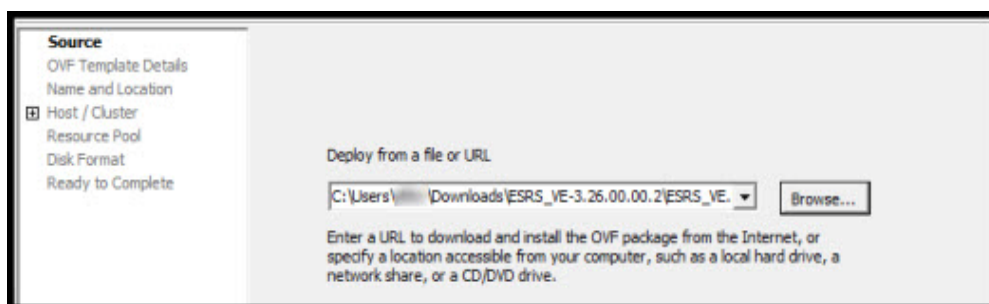 Source
OVF Template Details
Name and Location
Host / Cluster
Resource Pool
Disk Format
Ready to Complete
Deploy from a file or URL
C:\Users\ \Downloads\ESRS_VE-3.26.00.00.2\ESRS_VE.
Browse...
Enter a URL to download and install the OVF package from the Internet, or
specify a location accessible from your computer, such as a local hard drive, a
network share, or a CD/DVD drive.